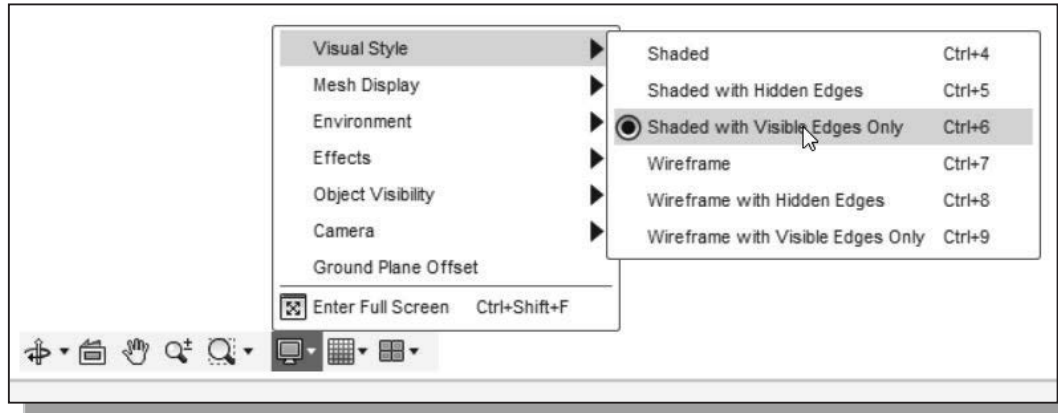 Visual Style
Mesh Display
Environment
Effects
Object Visibility
Camera
Ground Plane Offset
Enter Full Screen Ctrl+Shift+F
Shaded Ctrl+4
Shaded with Hidden Edges Ctrl+5
Shaded with Visible Edges Only Ctrl+6
Wireframe Ctrl+7
Wireframe with Hidden Edges Ctrl+8
Wireframe with Visible Edges Only Ctrl+9